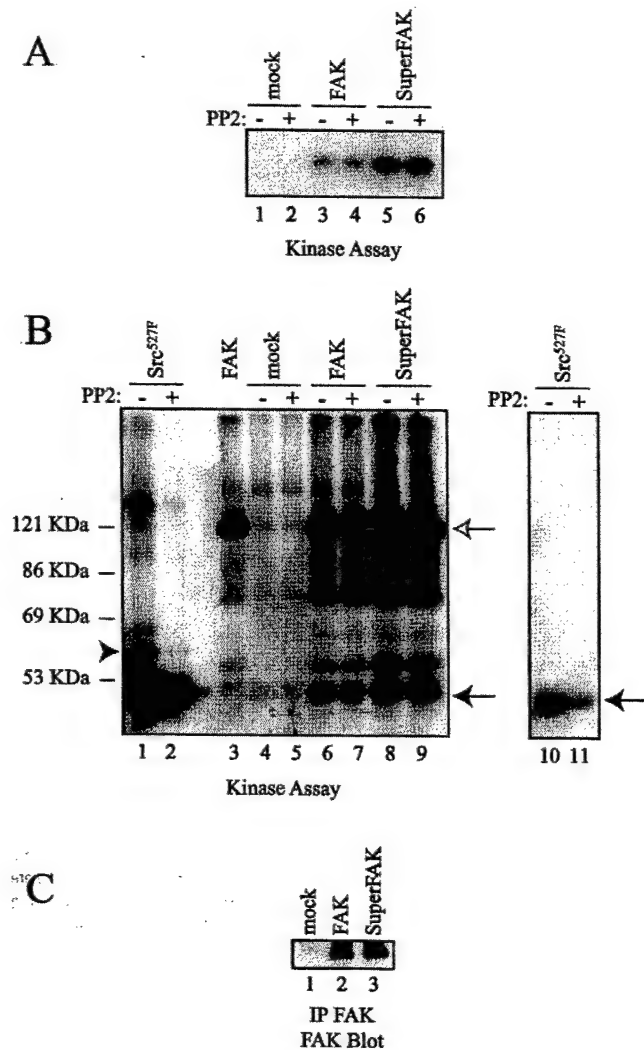 A
mock
FAK
SuperFAK
PP2: - + - + - +
1 2 3 4 5 6
Kinase Assay
B
Src527F
FAK
mock
FAK
SuperFAK
Src527F
PP2: - + - + - + - +
PP2: - +
121 KDa
86 KDa
69 KDa
53 KDa
1 2 3 4 5 6 7 8 9
10 11
Kinase Assay
C
mock
FAK
SuperFAK
1 2 3
IP FAK
FAK Blot